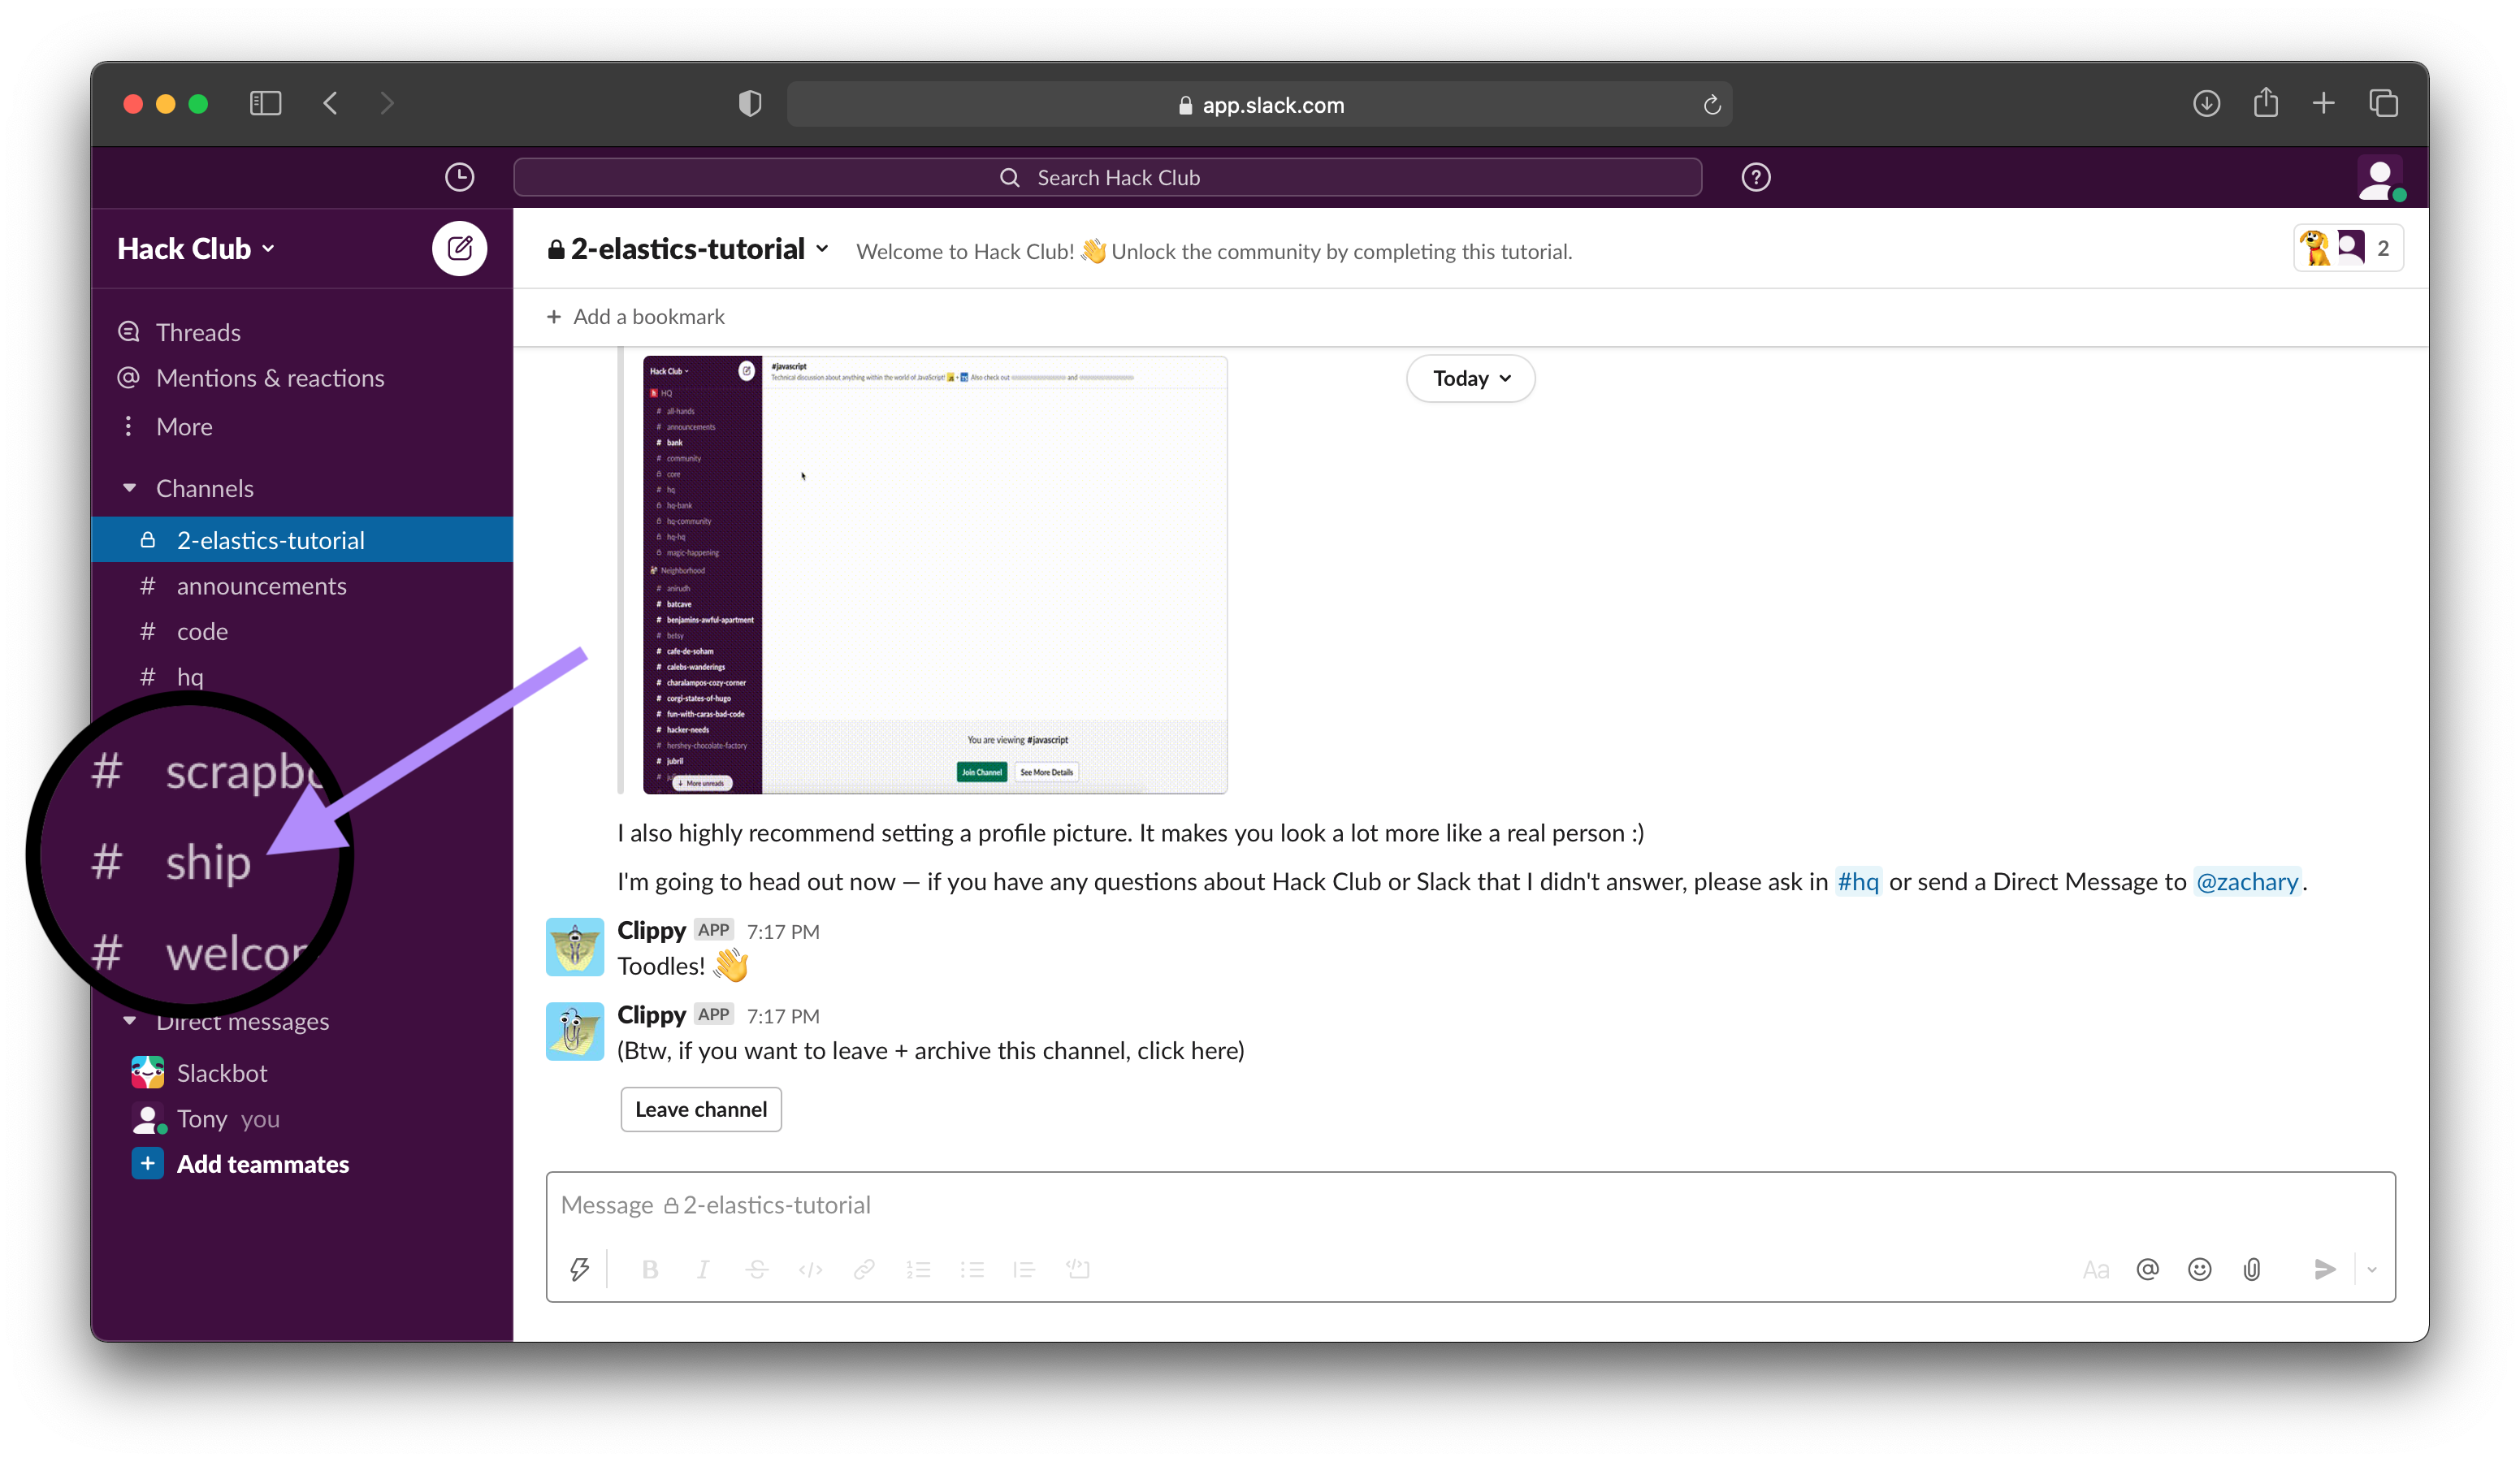 app.slack.com
Search Hack Club
Hack Club
Threads
Mentions & reactions
More
Channels
2-elastics-tutorial
# announcements
# code
# hq
#
# ship
#
Direct messages
Slackbot
Tony you
Add teammates
2-elastics-tutorial
Welcome to Hack Club! 👋 Unlock the community by completing this tutorial.
2
+ Add a bookmark
Today
Hack Club
HQ
# all-hands
# announcements
# bank
# community
core
# hq
hq-bank
hq-community
hq-hq
magic-happening
Neighborhood
# anirudh
# batcave
# benjamins-awful-apartment
# betsy
# cafe-de-soham
# calebs-wanderings
# charalampos-cozy-corner
# corgi-states-of-hugo
# fun-with-caras-bad-code
# hacker-needs
# hershey-chocolate-factory
# jubril
↓ More unreads
#javascript
Technical discussion about anything within the world of JavaScript! + Also check out and
You are viewing #javascript
Join Channel See More Details
I also highly recommend setting a profile picture. It makes you look a lot more like a real person :)
I'm going to head out now — if you have any questions about Hack Club or Slack that I didn't answer, please ask in #hq or send a Direct Message to @zachary.
Clippy APP 7:17 PM
Toodles! 👋
Clippy APP 7:17 PM
(Btw, if you want to leave + archive this channel, click here)
Leave channel
Message 2-elastics-tutorial
B I S </>
Aa @